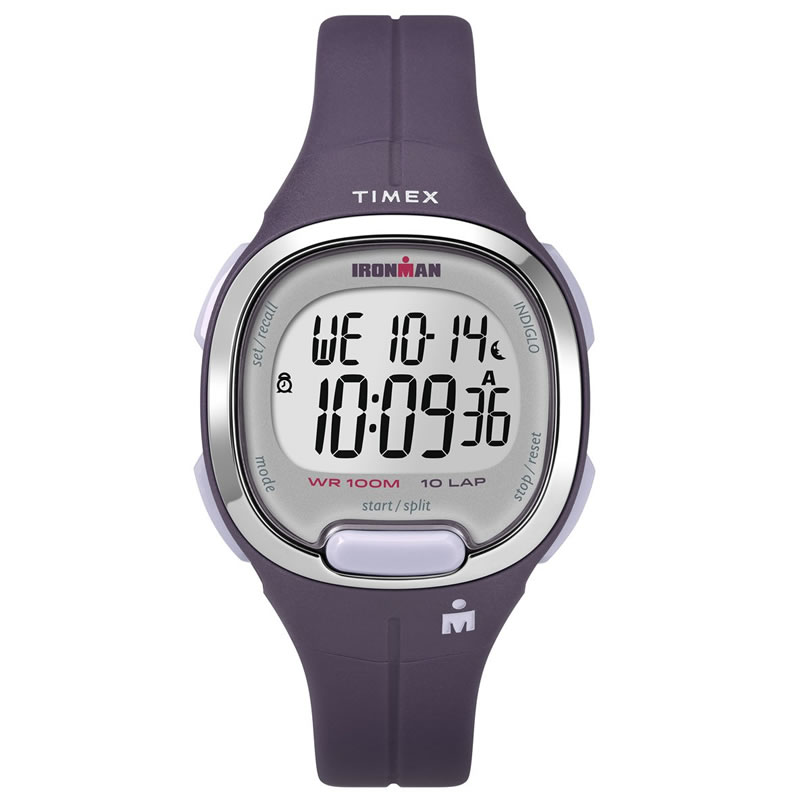 TIMEX
IRONMAN
set/recall
INDIGLO
WE 10-14
A
10:09 36
mode
stop/reset
WR 100M 10 LAP
start/split
M